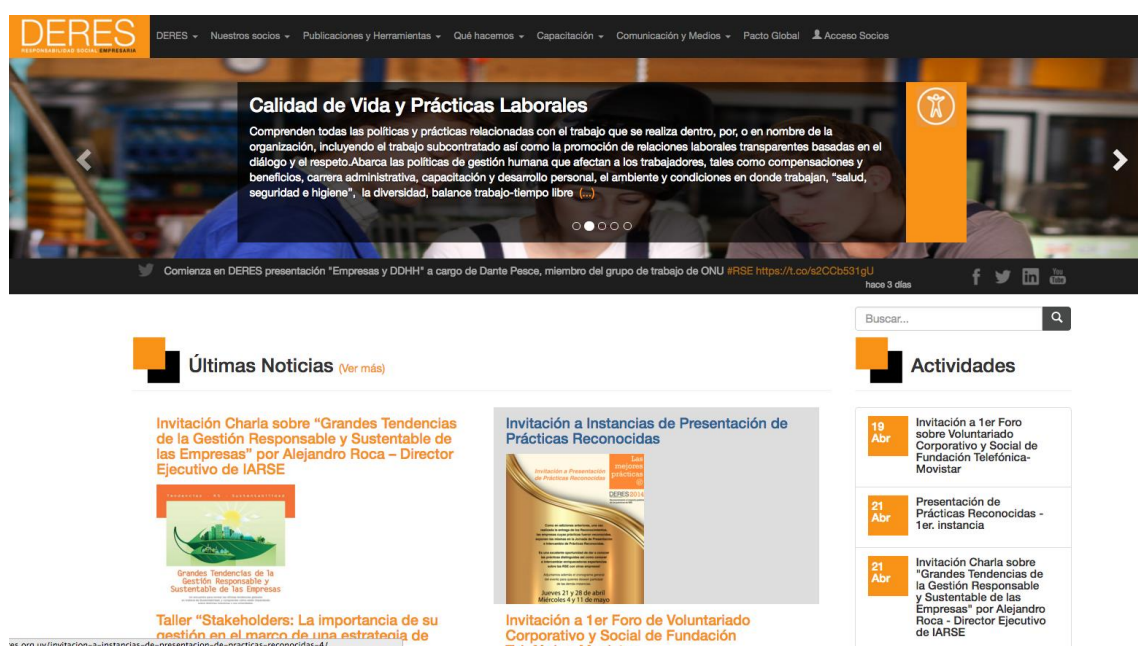 DERES
RESPONSABILIDAD SOCIAL EMPRESARIA
DERES Nuestros socios Publicaciones y Herramientas Qué hacemos Capacitación Comunicación y Medios Pacto Global Acceso Socios
Calidad de Vida y Prácticas Laborales
Comprenden todas las políticas y prácticas relacionadas con el trabajo que se realiza dentro, por, o en nombre de la
organización, incluyendo el trabajo subcontratado así como la promoción de relaciones laborales transparentes basadas en el
diálogo y el respeto.Abarca las políticas de gestión humana que afectan a los trabajadores, tales como compensaciones y
beneficios, carrera administrativa, capacitación y desarrollo personal, el ambiente y condiciones en donde trabajan, “salud,
seguridad e higiene”, la diversidad, balance trabajo-tiempo libre (...)
Comienza en DERES presentación "Empresas y DDHH" a cargo de Dante Pesce, miembro del grupo de trabajo de ONU #RSE https://t.co/s2CCb531gU
hace 3 días
You
Tube
Buscar...
Últimas Noticias (Ver más)
Invitación Charla sobre “Grandes Tendencias
de la Gestión Responsable y Sustentable de
las Empresas” por Alejandro Roca – Director
Ejecutivo de IARSE
Grandes Tendencias de la
Gestión Responsable y
Sustentable de las Empresas
Taller “Stakeholders: La importancia de su
gestión en el marco de una estrategia de
Invitación a Instancias de Presentación de
Prácticas Reconocidas
Invitación a Presentación
de Prácticas Reconocidas
Las
mejores
prácticas
DERES 2014
Jueves 21 y 28 de abril
Miércoles 4 y 11 de mayo
Invitación a 1er Foro de Voluntariado
Corporativo y Social de Fundación
Actividades
19
Abr
Invitación a 1er Foro
sobre Voluntariado
Corporativo y Social de
Fundación Telefónica-
Movistar
21
Abr
Presentación de
Prácticas Reconocidas -
1er. instancia
21
Abr
Invitación Charla sobre
"Grandes Tendencias de
la Gestión Responsable
y Sustentable de las
Empresas" por Alejandro
Roca - Director Ejecutivo
de IARSE